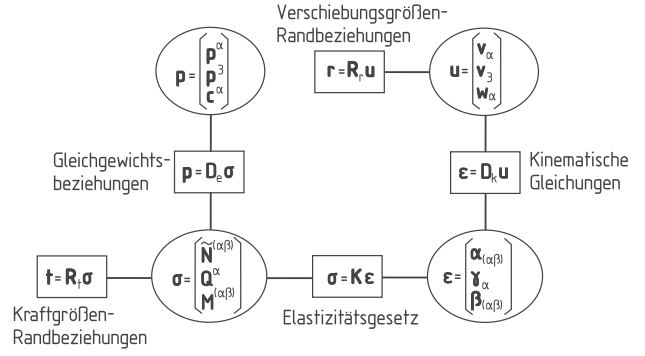 Verschiebungsgrößen-
Randbeziehungen
p = [p^α
p^3
c^α]
r = R_r u
u = [v_α
v_3
w_α]
Gleichgewichts-
beziehungen
p = D_e σ
ε = D_k u
Kinematische
Gleichungen
t = R_t σ
σ = [Ñ^(αβ)
Q^α
M^(αβ)]
σ = K ε
ε = [α_(αβ)
γ_α
β_(αβ)]
Kraftgrößen-
Randbeziehungen
Elastizitätsgesetz